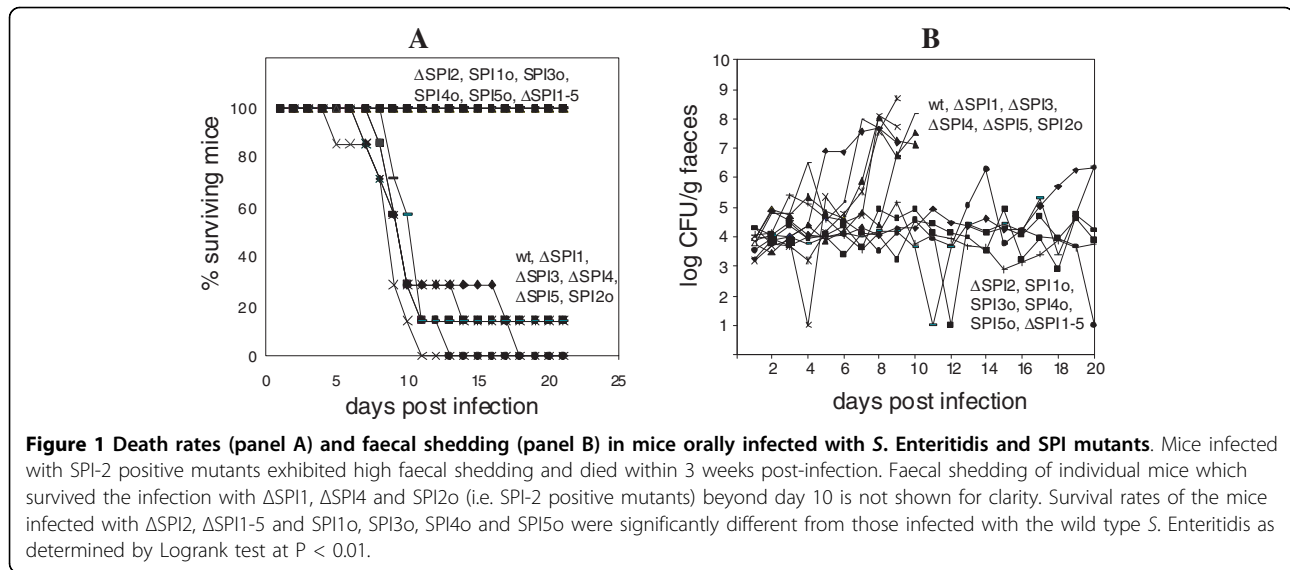 A
ΔSPI2, SPI1o, SPI3o,
SPI4o, SPI5o, ΔSPI1-5
100
80
60
40
20
0
% surviving mice
wt, ΔSPI1,
ΔSPI3, ΔSPI4,
ΔSPI5, SPI2o
0 5 10 15 20 25
days post infection
B
10
9
8
7
6
5
4
3
2
1
log CFU/g faeces
wt, ΔSPI1, ΔSPI3,
ΔSPI4, ΔSPI5, SPI2o
ΔSPI2, SPI1o,
SPI3o, SPI4o,
SPI5o, ΔSPI1-5
2 4 6 8 10 12 14 16 18 20
days post infection
Figure 1 Death rates (panel A) and faecal shedding (panel B) in mice orally infected with S. Enteritidis and SPI mutants. Mice infected
with SPI-2 positive mutants exhibited high faecal shedding and died within 3 weeks post-infection. Faecal shedding of individual mice which
survived the infection with ΔSPI1, ΔSPI4 and SPI2o (i.e. SPI-2 positive mutants) beyond day 10 is not shown for clarity. Survival rates of the mice
infected with ΔSPI2, ΔSPI1-5 and SPI1o, SPI3o, SPI4o and SPI5o were significantly different from those infected with the wild type S. Enteritidis as
determined by Logrank test at P < 0.01.